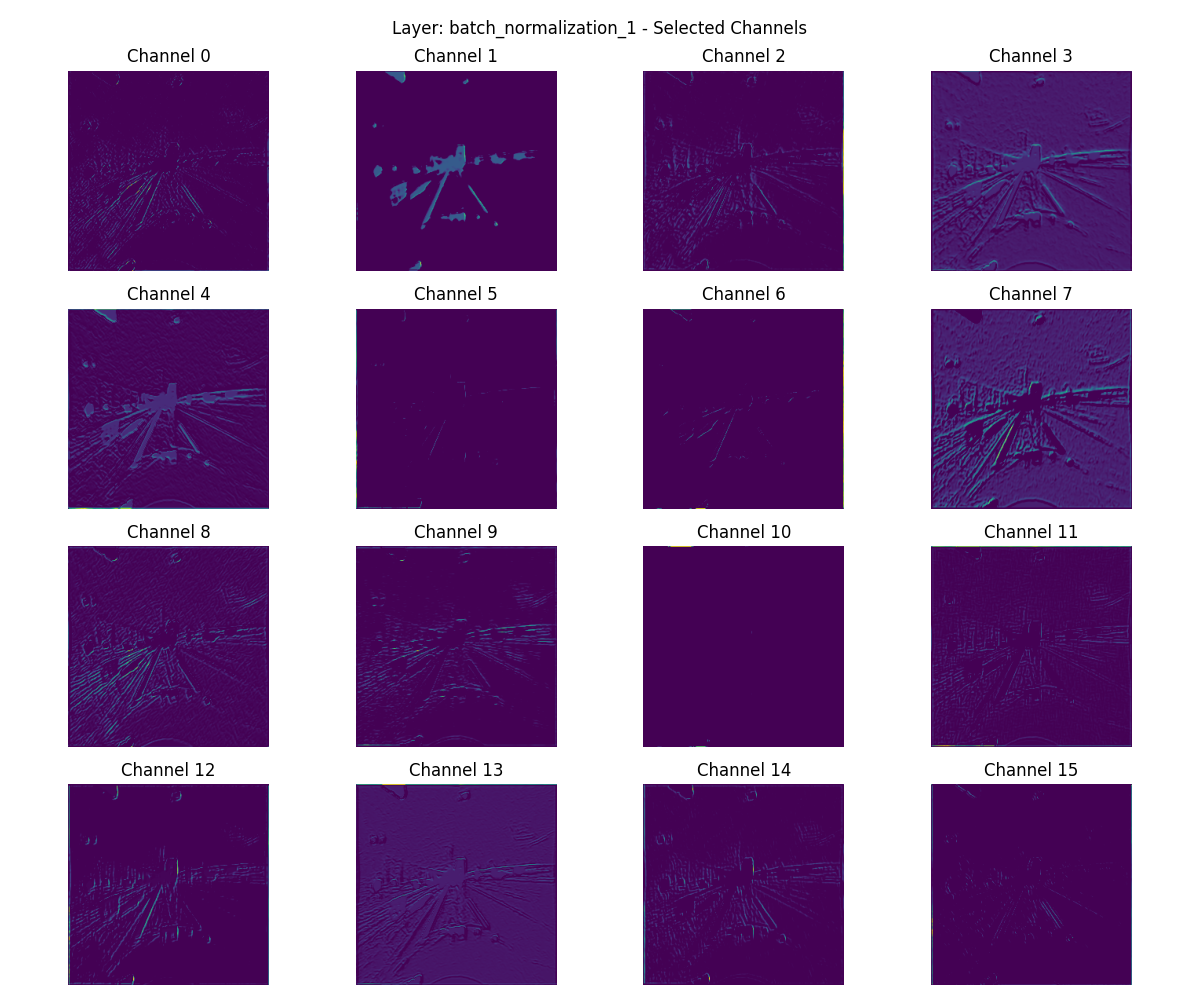 Layer: batch_normalization_1 - Selected Channels
Channel 0
Channel 1
Channel 2
Channel 3
Channel 4
Channel 5
Channel 6
Channel 7
Channel 8
Channel 9
Channel 10
Channel 11
Channel 12
Channel 13
Channel 14
Channel 15